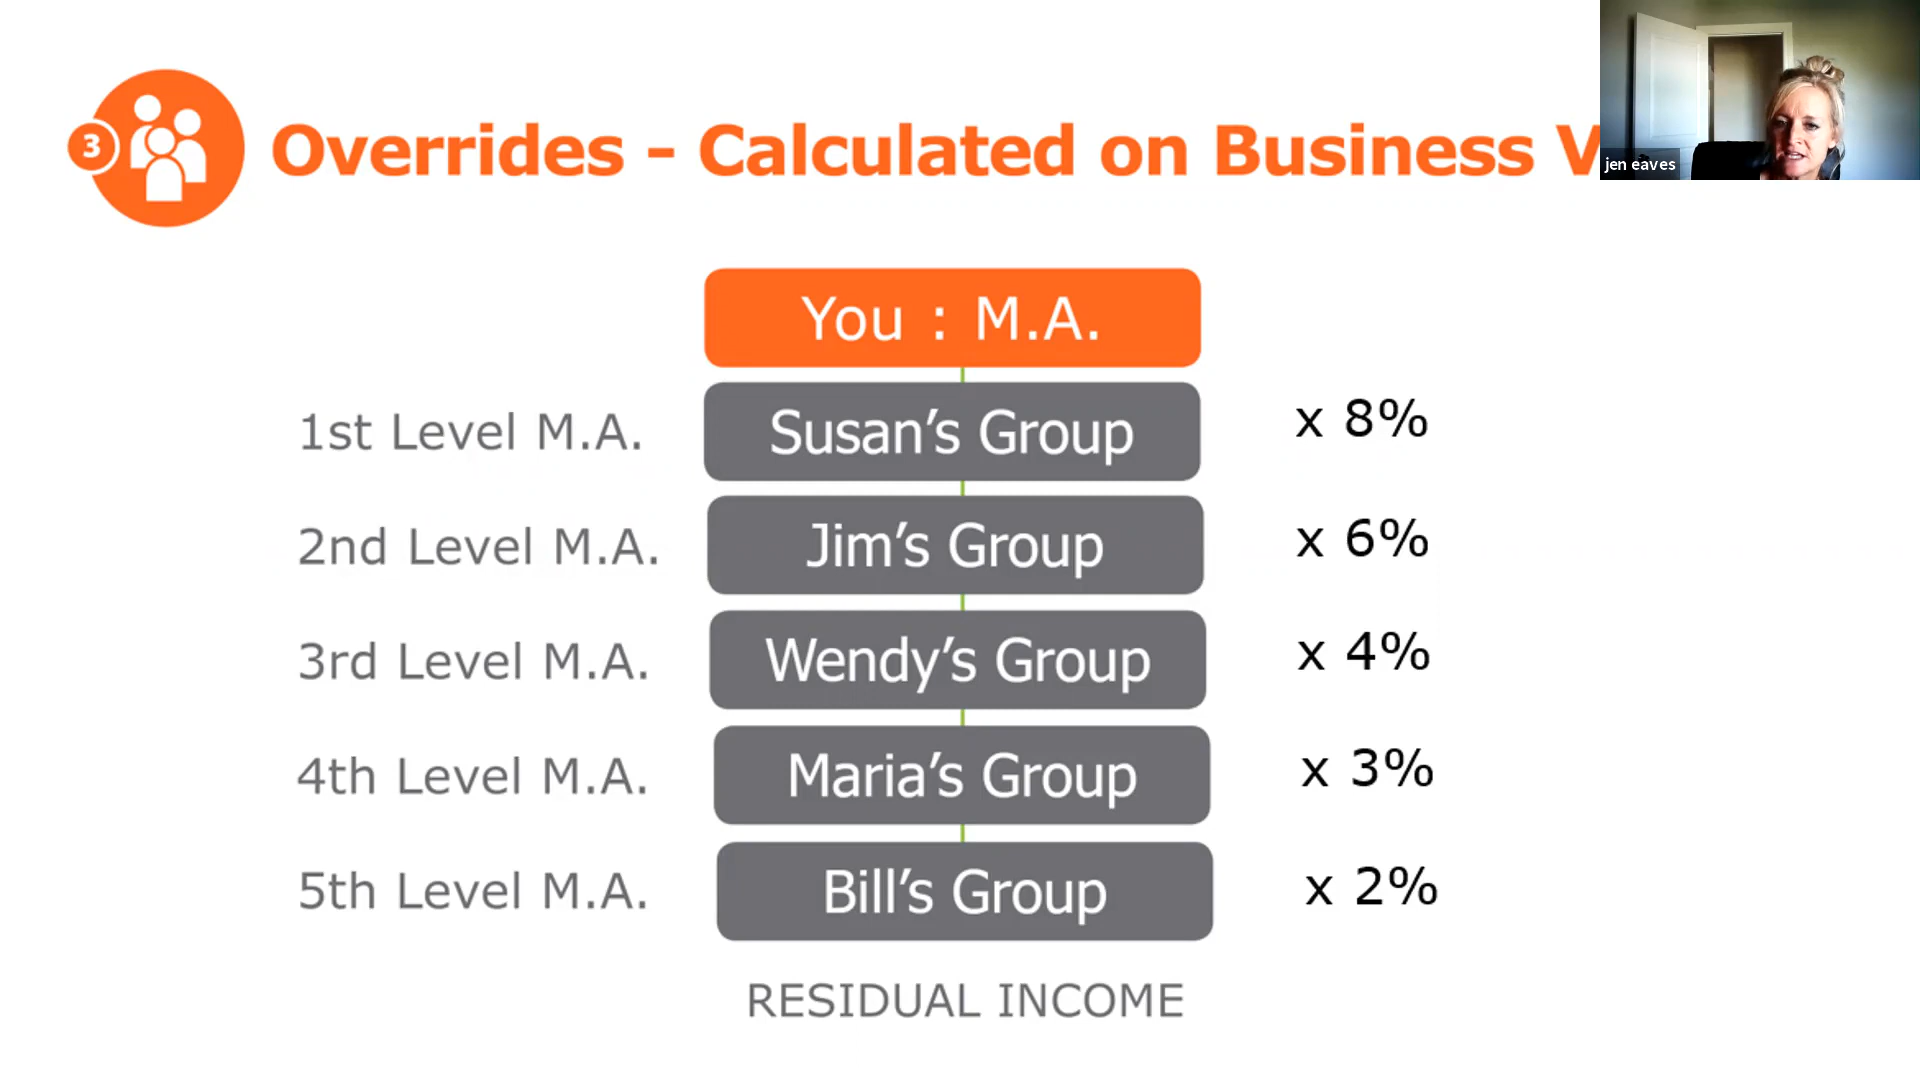 3
Overrides - Calculated on Business
jen eaves
You : M.A.
1st Level M.A. Susan’s Group x 8%
2nd Level M.A. Jim’s Group x 6%
3rd Level M.A. Wendy’s Group x 4%
4th Level M.A. Maria’s Group x 3%
5th Level M.A. Bill’s Group x 2%
RESIDUAL INCOME